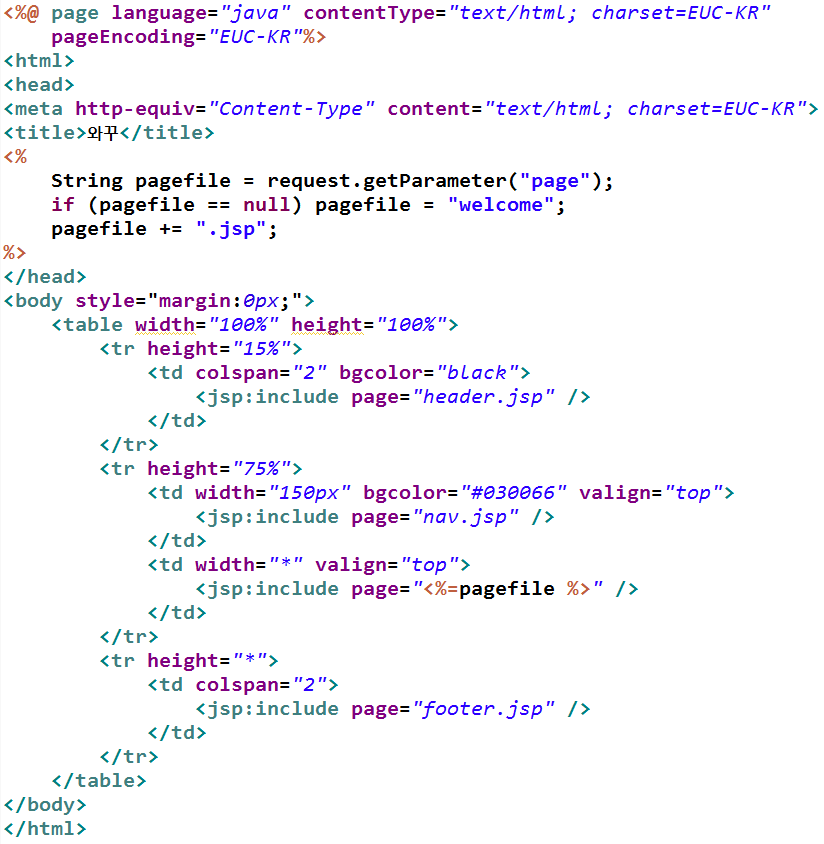 <%@ page language="java" contentType="text/html; charset=EUC-KR"
    pageEncoding="EUC-KR"%>
<html>
<head>
<meta http-equiv="Content-Type" content="text/html; charset=EUC-KR">
<title>와꾸</title>
<%
    String pagefile = request.getParameter("page");
    if (pagefile == null) pagefile = "welcome";
    pagefile += ".jsp";
%>
</head>
<body style="margin:0px;">
    <table width="100%" height="100%">
        <tr height="15%">
            <td colspan="2" bgcolor="black">
                <jsp:include page="header.jsp" />
            </td>
        </tr>
        <tr height="75%">
            <td width="150px" bgcolor="#030066" valign="top">
                <jsp:include page="nav.jsp" />
            </td>
            <td width="*" valign="top">
                <jsp:include page="<%=pagefile %>" />
            </td>
        </tr>
        <tr height="*">
            <td colspan="2">
                <jsp:include page="footer.jsp" />
            </td>
        </tr>
    </table>
</body>
</html>